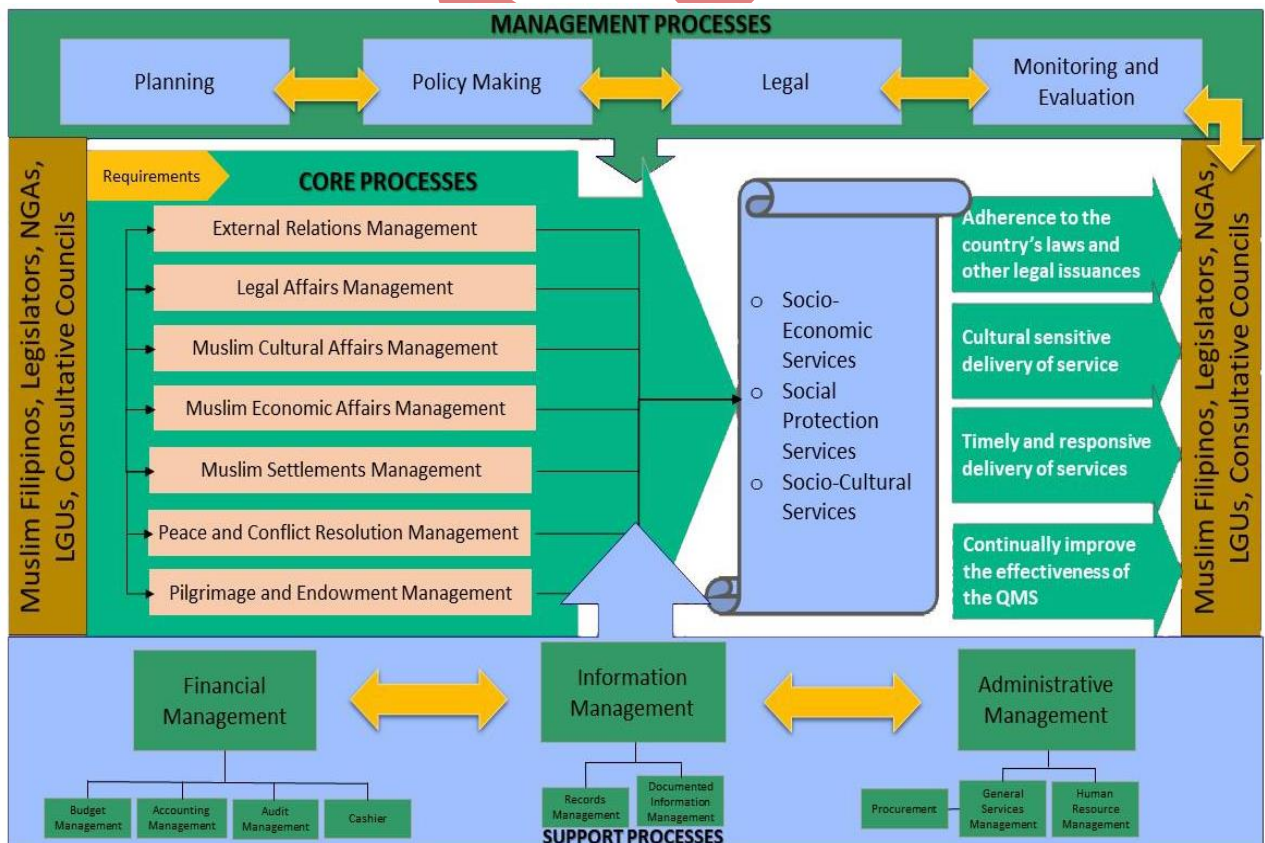 MANAGEMENT PROCESSES
Planning
Policy Making
Legal
Monitoring and
Evaluation
Muslim Filipinos, Legislators, NGAs,
LGUs, Consultative Councils
Requirements
CORE PROCESSES
External Relations Management
Legal Affairs Management
Muslim Cultural Affairs Management
Muslim Economic Affairs Management
Muslim Settlements Management
Peace and Conflict Resolution Management
Pilgrimage and Endowment Management
o Socio-
Economic
Services
o Social
Protection
Services
o Socio-Cultural
Services
Adherence to the
country's laws and
other legal issuances
Cultural sensitive
delivery of service
Timely and responsive
delivery of services
Continually improve
the effectiveness of
the QMS
Muslim Filipinos, Legislators, NGAs,
LGUs, Consultative Councils
Financial
Management
Budget
Management
Accounting
Management
Audit
Management
Cashier
Information
Management
Records
Management
Documented
Information
Management
Administrative
Management
Procurement
General
Services
Management
Human
Resource
Management
SUPPORT PROCESSES